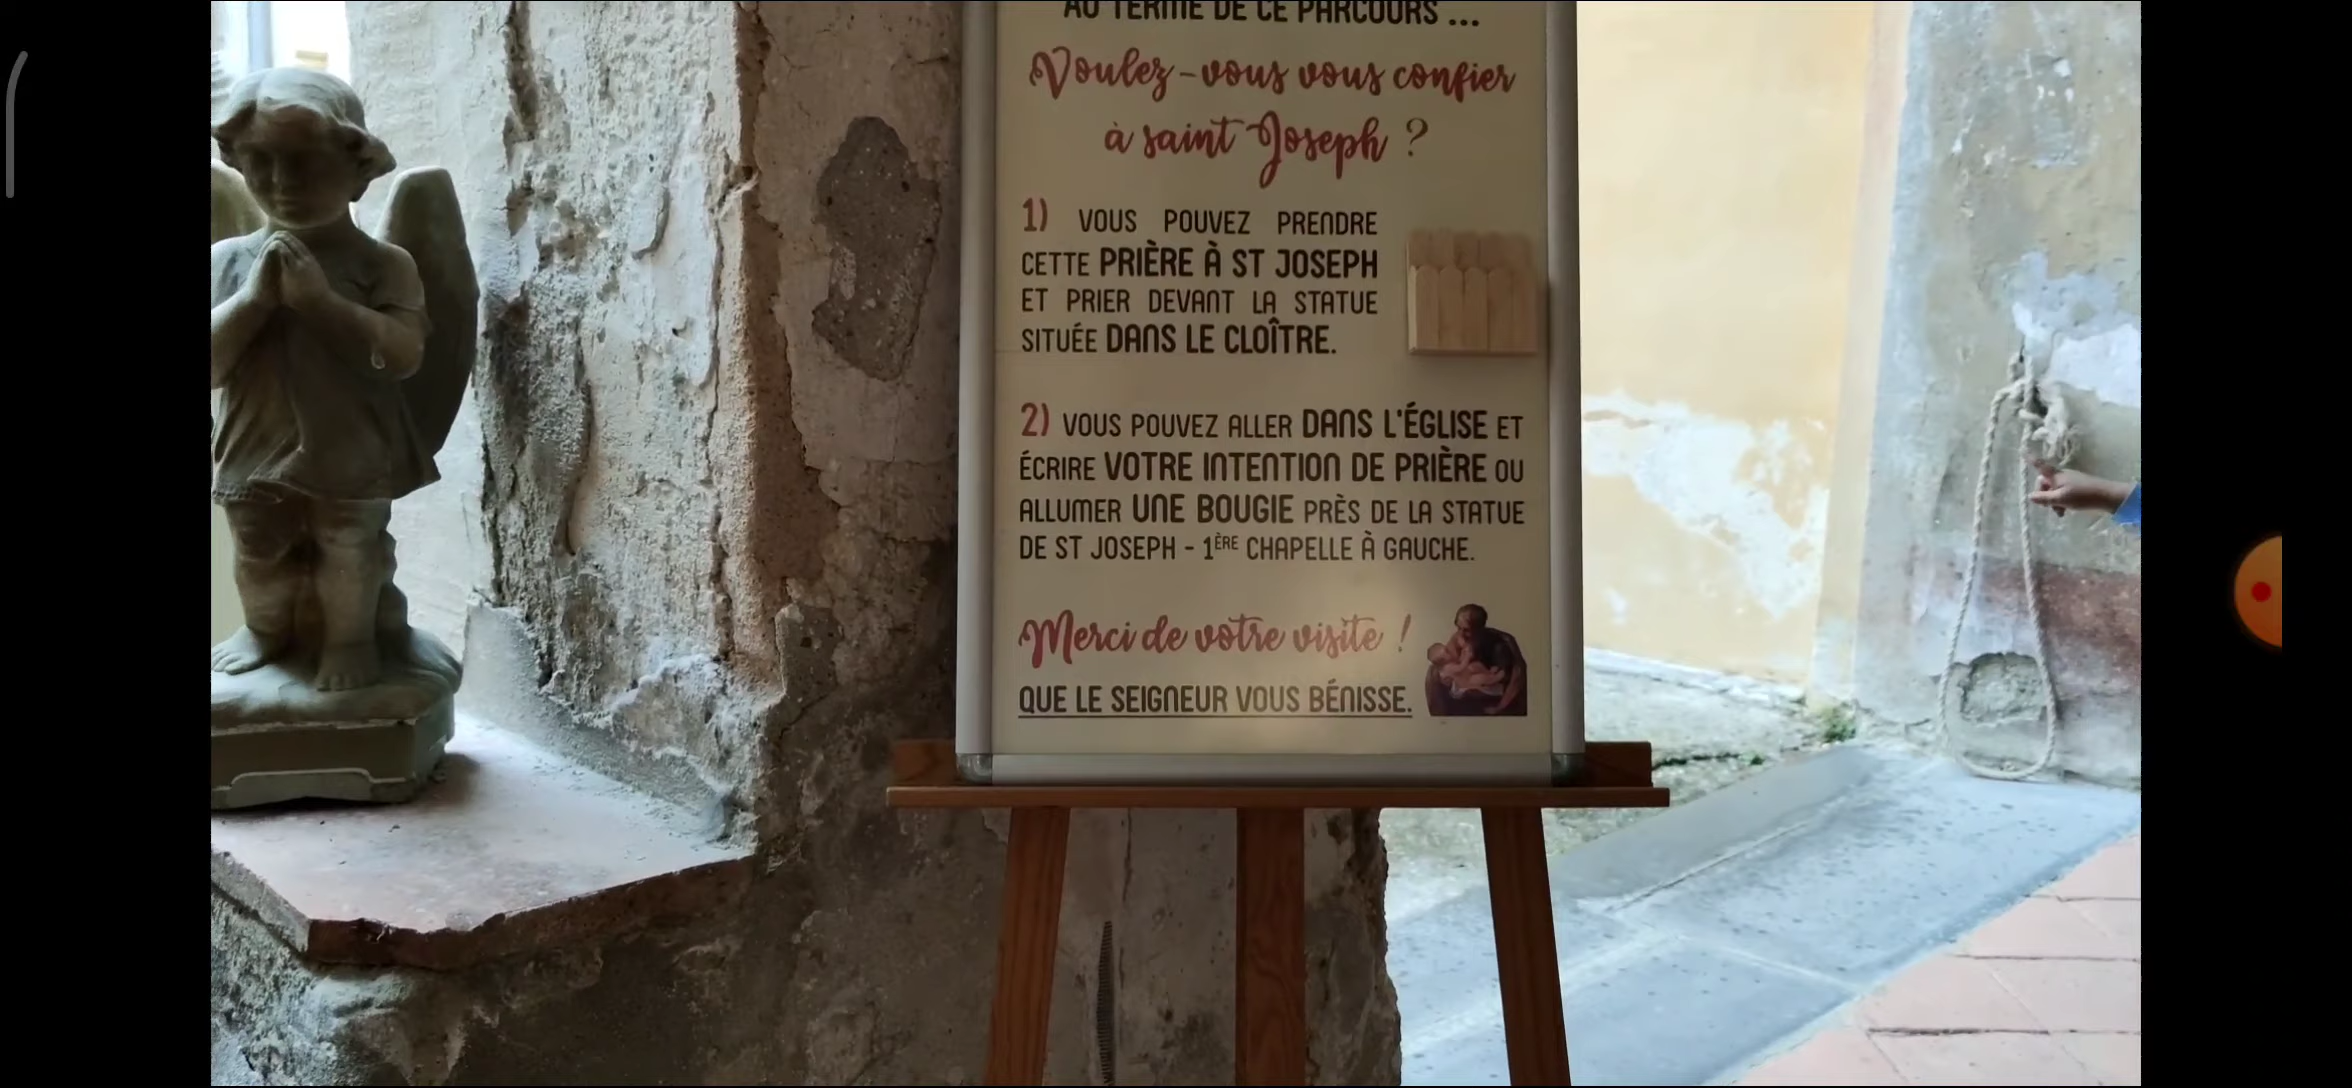 AU TERME DE CE PARCOURS ...
Voulez-vous vous confier
à saint Joseph ?
1) VOUS POUVEZ PRENDRE
CETTE PRIÈRE À ST JOSEPH
ET PRIER DEVANT LA STATUE
SITUÉE DANS LE CLOÎTRE.
2) VOUS POUVEZ ALLER DANS L'ÉGLISE ET
ÉCRIRE VOTRE INTENTION DE PRIÈRE OU
ALLUMER UNE BOUGIE PRÈS DE LA STATUE
DE ST JOSEPH - 1ÈRE CHAPELLE À GAUCHE.
Merci de votre visite !
QUE LE SEIGNEUR VOUS BÉNISSE.